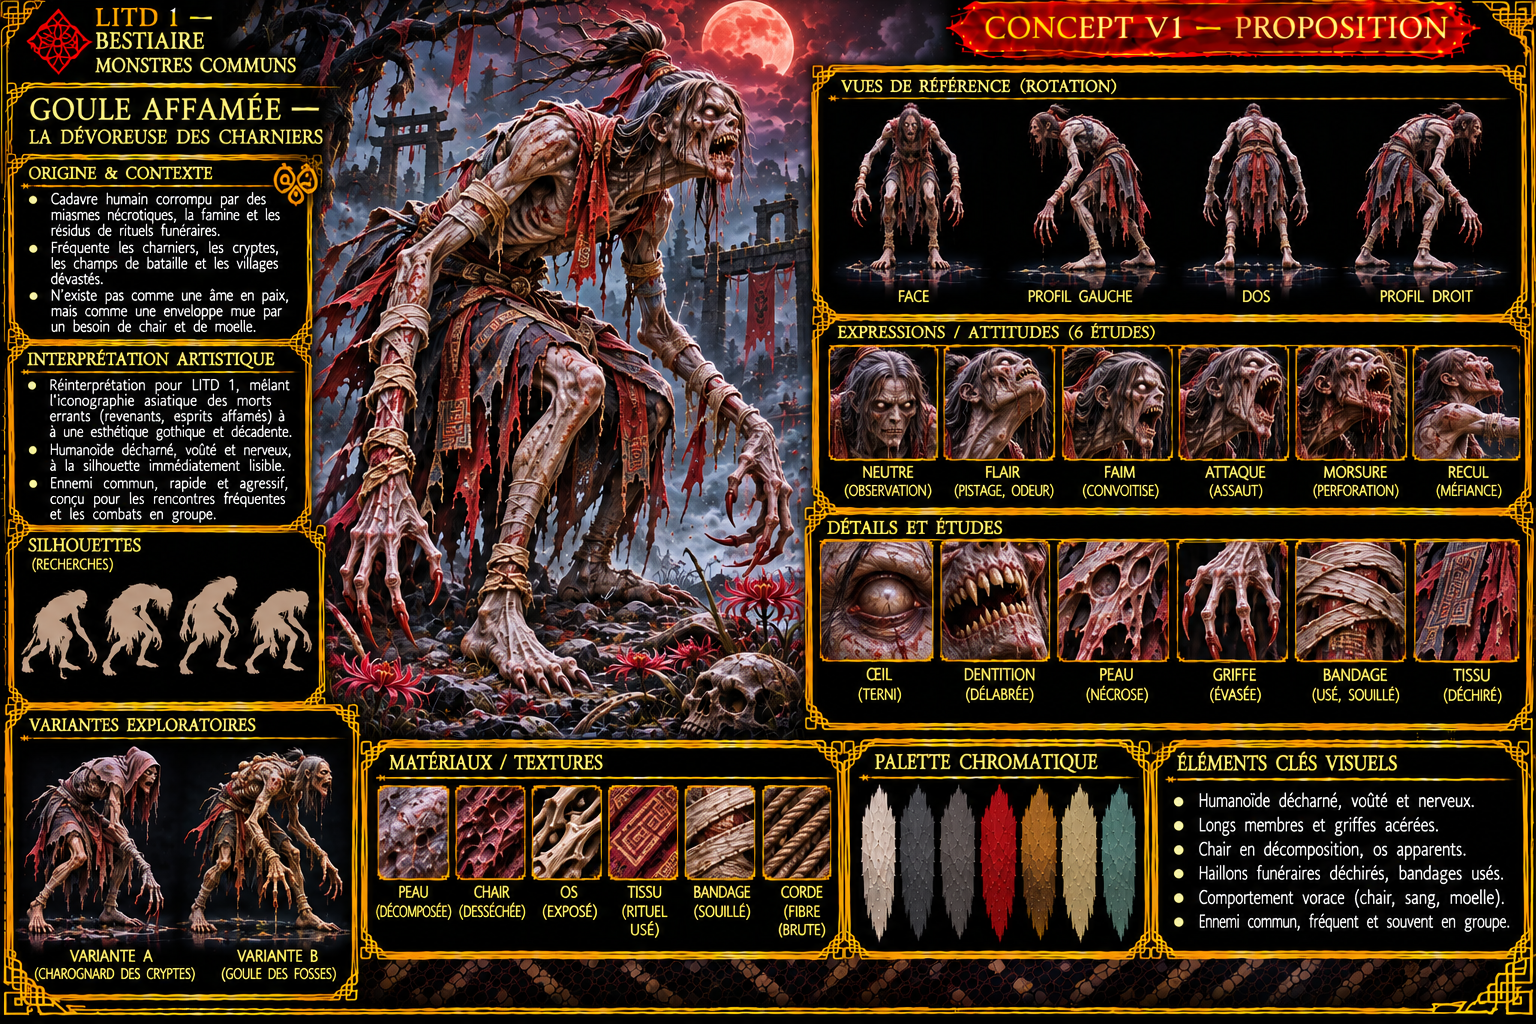 LITD 1 —
BESTIAIRE
MONSTRES COMMUNS
CONCEPT V1 — PROPOSITION
GOULE AFFAMÉE —
LA DÉVOREUSE DES CHARNIERS
ORIGINE & CONTEXTE
Cadavre humain corrompu par des
miasmes nécrotiques, la famine et les
résidus de rituels funéraires.
Fréquente les charniers, les cryptes,
les champs de bataille et les villages
dévastés.
N'existe pas comme une âme en paix,
mais comme une enveloppe mue par
un besoin de chair et de moelle.
INTERPRÉTATION ARTISTIQUE
Réinterprétation pour LITD 1, mêlant
l'iconographie asiatique des morts
errants (revenants, esprits affamés) à
à une esthétique gothique et décadente.
Humanoïde décharné, voûté et nerveux,
à la silhouette immédiatement lisible.
Ennemi commun, rapide et agressif,
conçu pour les rencontres fréquentes
et les combats en groupe.
SILHOUETTES
(RECHERCHES)
VARIANTES EXPLORATOIRES
VARIANTE A
(CHAROGNARD DES CRYPTES)
VARIANTE B
(GOULE DES FOSSES)
VUES DE RÉFÉRENCE (ROTATION)
FACE
PROFIL GAUCHE
DOS
PROFIL DROIT
EXPRESSIONS / ATTITUDES (6 ÉTUDES)
NEUTRE
(OBSERVATION)
FLAIR
(PISTAGE, ODEUR)
FAIM
(CONVOITISE)
ATTAQUE
(ASSAUT)
MORSURE
(PERFORATION)
RECUL
(MÉFIANCE)
DÉTAILS ET ÉTUDES
ŒIL
(TERNI)
DENTITION
(DÉLABRÉE)
PEAU
(NÉCROSE)
GRIFFE
(ÉVASÉE)
BANDAGE
(USÉ, SOUILLÉ)
TISSU
(DÉCHIRÉ)
MATÉRIAUX / TEXTURES
PEAU
(DÉCOMPOSÉE)
CHAIR
(DESSÉCHÉE)
OS
(EXPOSÉ)
TISSU
(RITUEL
USÉ)
BANDAGE
(SOUILLÉ)
CORDE
(FIBRE
(BRUTE)
PALETTE CHROMATIQUE
ÉLÉMENTS CLÉS VISUELS
Humanoïde décharné, voûté et nerveux.
Longs membres et griffes acérées.
Chair en décomposition, os apparents.
Haillons funéraires déchirés, bandages usés.
Comportement vorace (chair, sang, moelle).
Ennemi commun, fréquent et souvent en groupe.